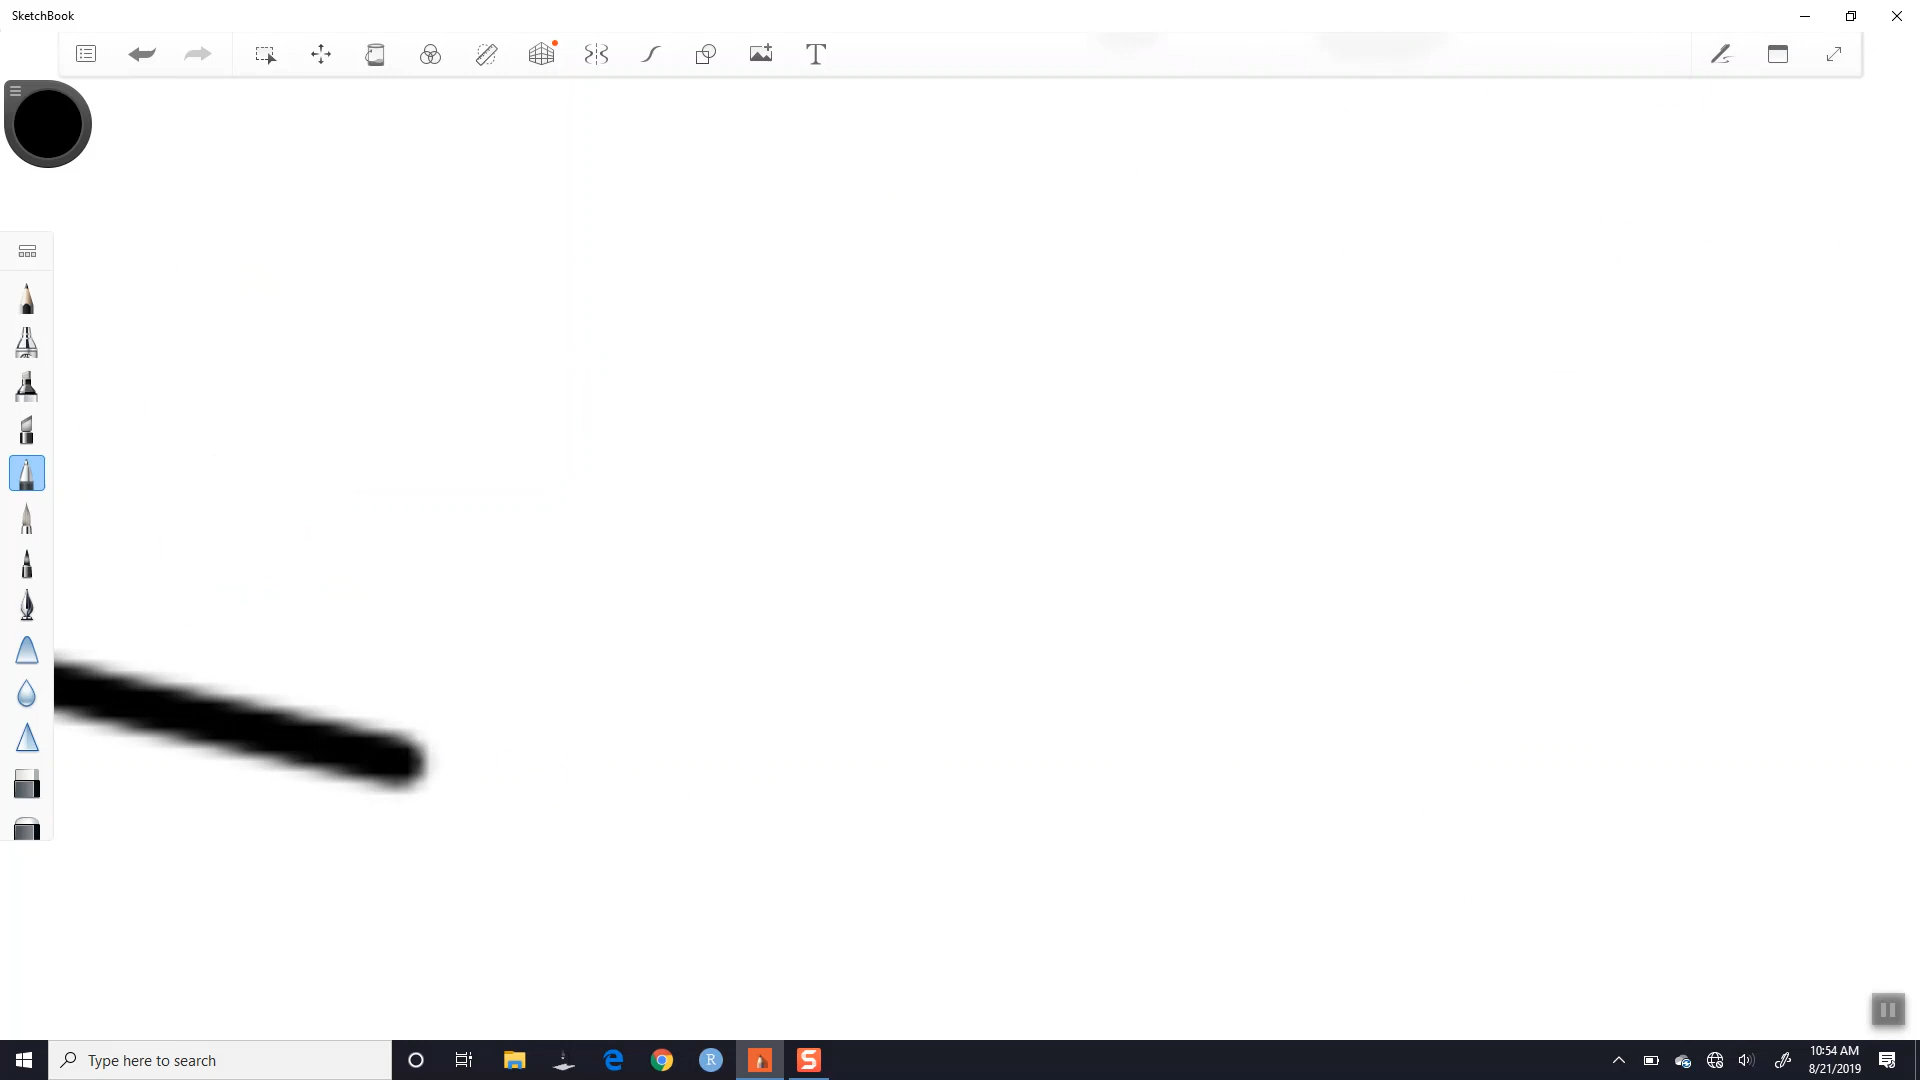 SketchBook
T
Type here to search
R
S
10:54 AM
8/21/2019